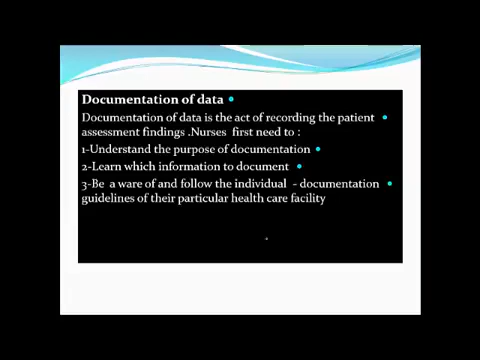 Documentation of data
Documentation of data is the act of recording the patient
assessment findings .Nurses first need to :
1-Understand the purpose of documentation
2-Learn which information to document
3-Be a ware of and follow the individual - documentation
guidelines of their particular health care facility